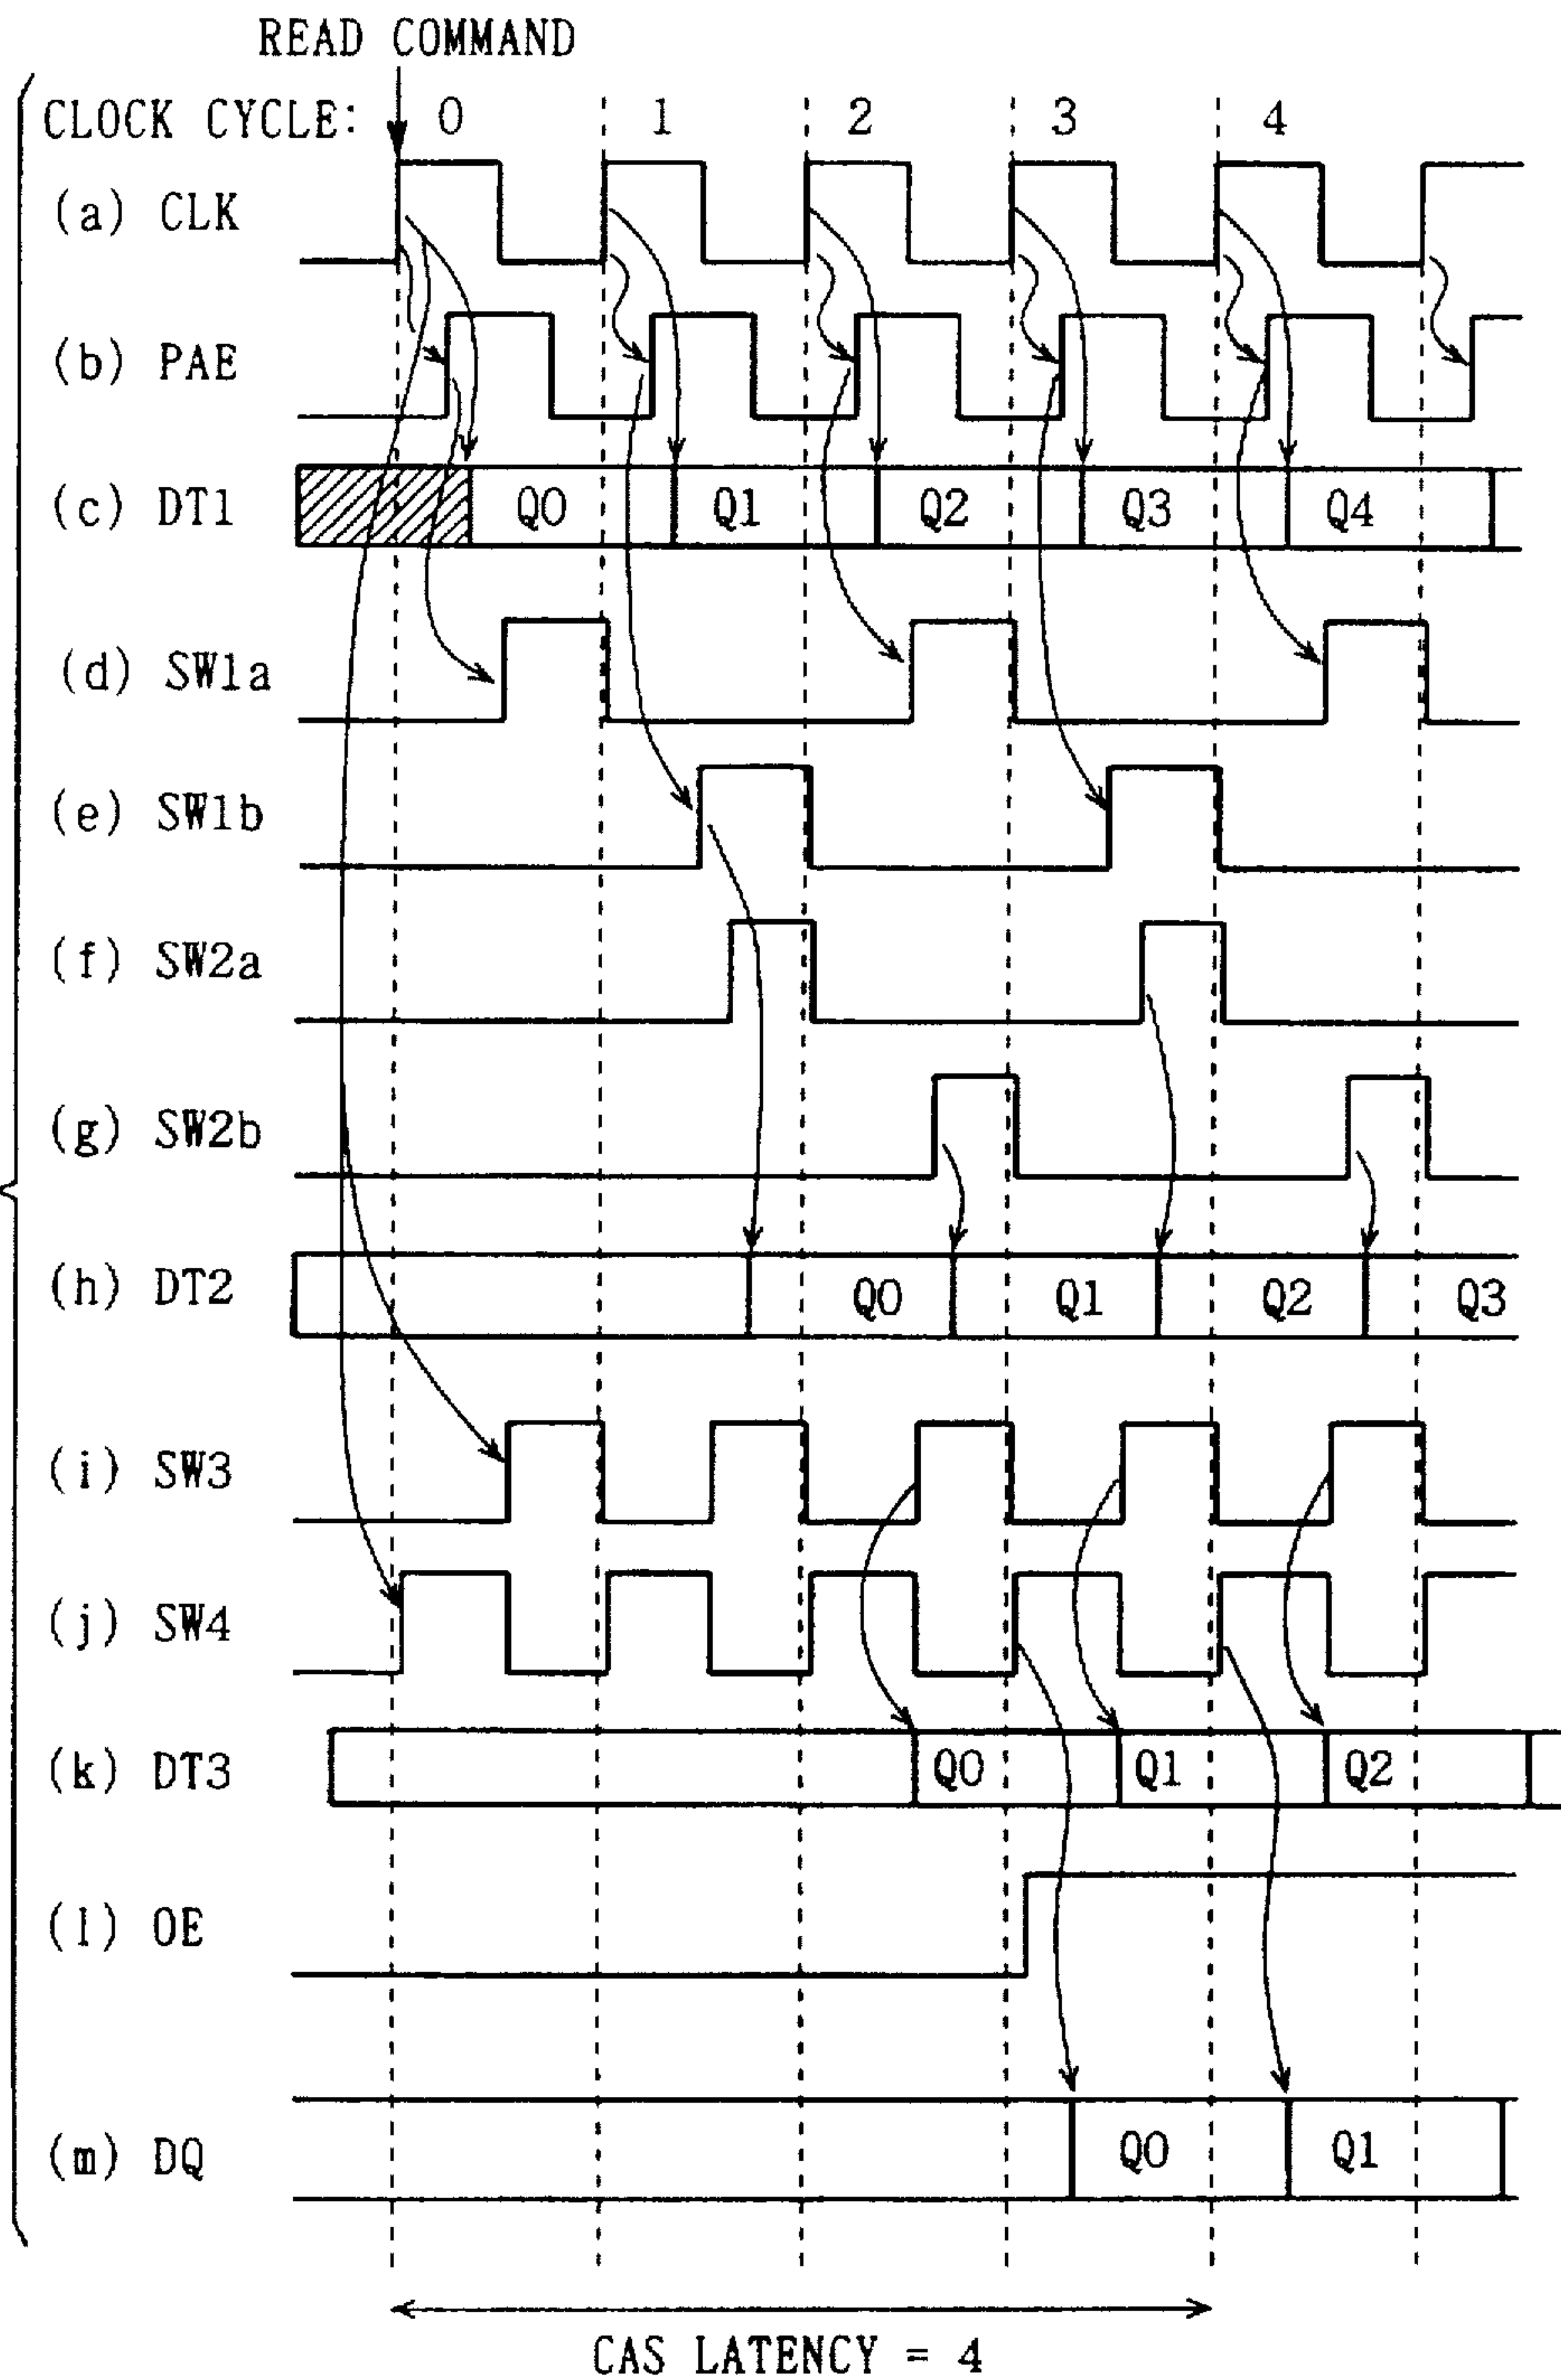 READ COMMAND
CLOCK CYCLE: 0 1 2 3 4
(a) CLK
(b) PAE
(c) DT1 Q0 Q1 Q2 Q3 Q4
(d) SW1a
(e) SW1b
(f) SW2a
(g) SW2b
(h) DT2 Q0 Q1 Q2 Q3
(i) SW3
(j) SW4
(k) DT3 Q0 Q1 Q2
(l) OE
(m) DQ Q0 Q1
CAS LATENCY = 4